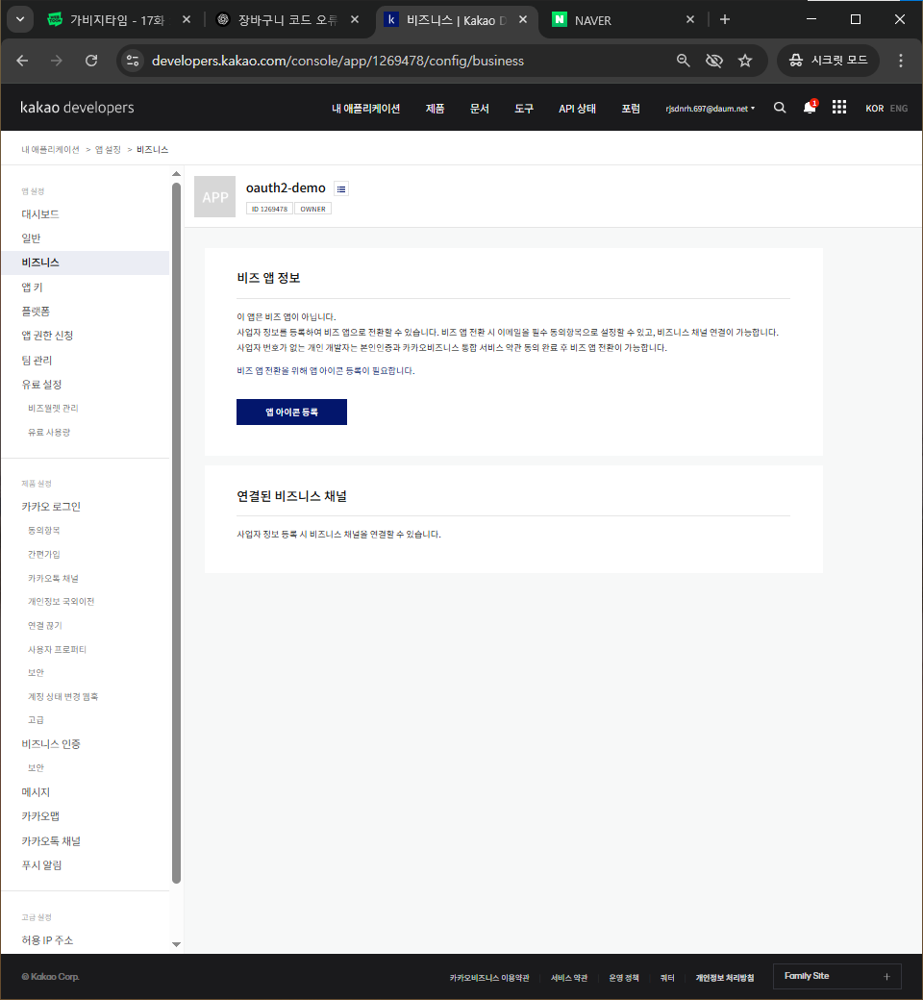 가비지타임 - 17화
장바구니 코드 오류
비즈니스 | Kakao D
NAVER
developers.kakao.com/console/app/1269478/config/business
시크릿 모드
kakao developers
내 애플리케이션
제품
문서
도구
API 상태
포럼
rjsdnrh.697@daum.net
1
KOR ENG
내 애플리케이션 > 앱 설정 > 비즈니스
앱 설정
대시보드
일반
비즈니스
앱 키
플랫폼
앱 권한 신청
팀 관리
유료 설정
비즈월렛 관리
유료 사용량
제품 설정
카카오 로그인
동의항목
간편가입
카카오톡 채널
개인정보 국외이전
연결 끊기
사용자 프로퍼티
보안
계정 상태 변경 웹훅
고급
비즈니스 인증
보안
메시지
카카오맵
카카오톡 채널
푸시 알림
고급 설정
허용 IP 주소
APP
oauth2-demo
ID 1269478
OWNER
비즈 앱 정보
이 앱은 비즈 앱이 아닙니다.
사업자 정보를 등록하여 비즈 앱으로 전환할 수 있습니다. 비즈 앱 전환 시 이메일을 필수 동의항목으로 설정할 수 있고, 비즈니스 채널 연결이 가능합니다.
사업자 번호가 없는 개인 개발자는 본인인증과 카카오비즈니스 통합 서비스 약관 동의 완료 후 비즈 앱 전환이 가능합니다.
비즈 앱 전환을 위해 앱 아이콘 등록이 필요합니다.
앱 아이콘 등록
연결된 비즈니스 채널
사업자 정보 등록 시 비즈니스 채널을 연결할 수 있습니다.
© Kakao Corp.
카카오비즈니스 이용약관
서비스 약관
운영 정책
쿼터
개인정보 처리방침
Family Site